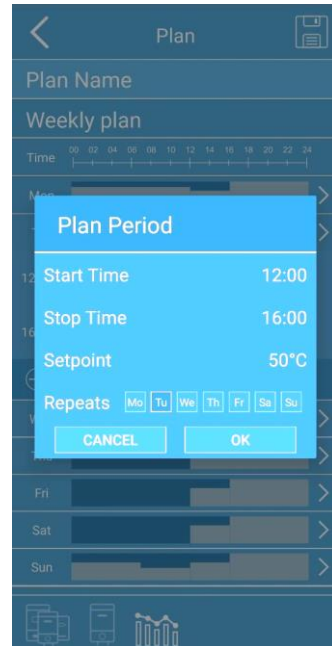 Plan
Plan Name
Weekly plan
Time 00 02 04 06 08 10 12 14 16 18 20 22 24
Mon
Plan Period
Start Time 12:00
Stop Time 16:00
Setpoint 50°C
Repeats Mo Tu We Th Fr Sa Su
CANCEL OK
Thu
Fri
Sat
Sun